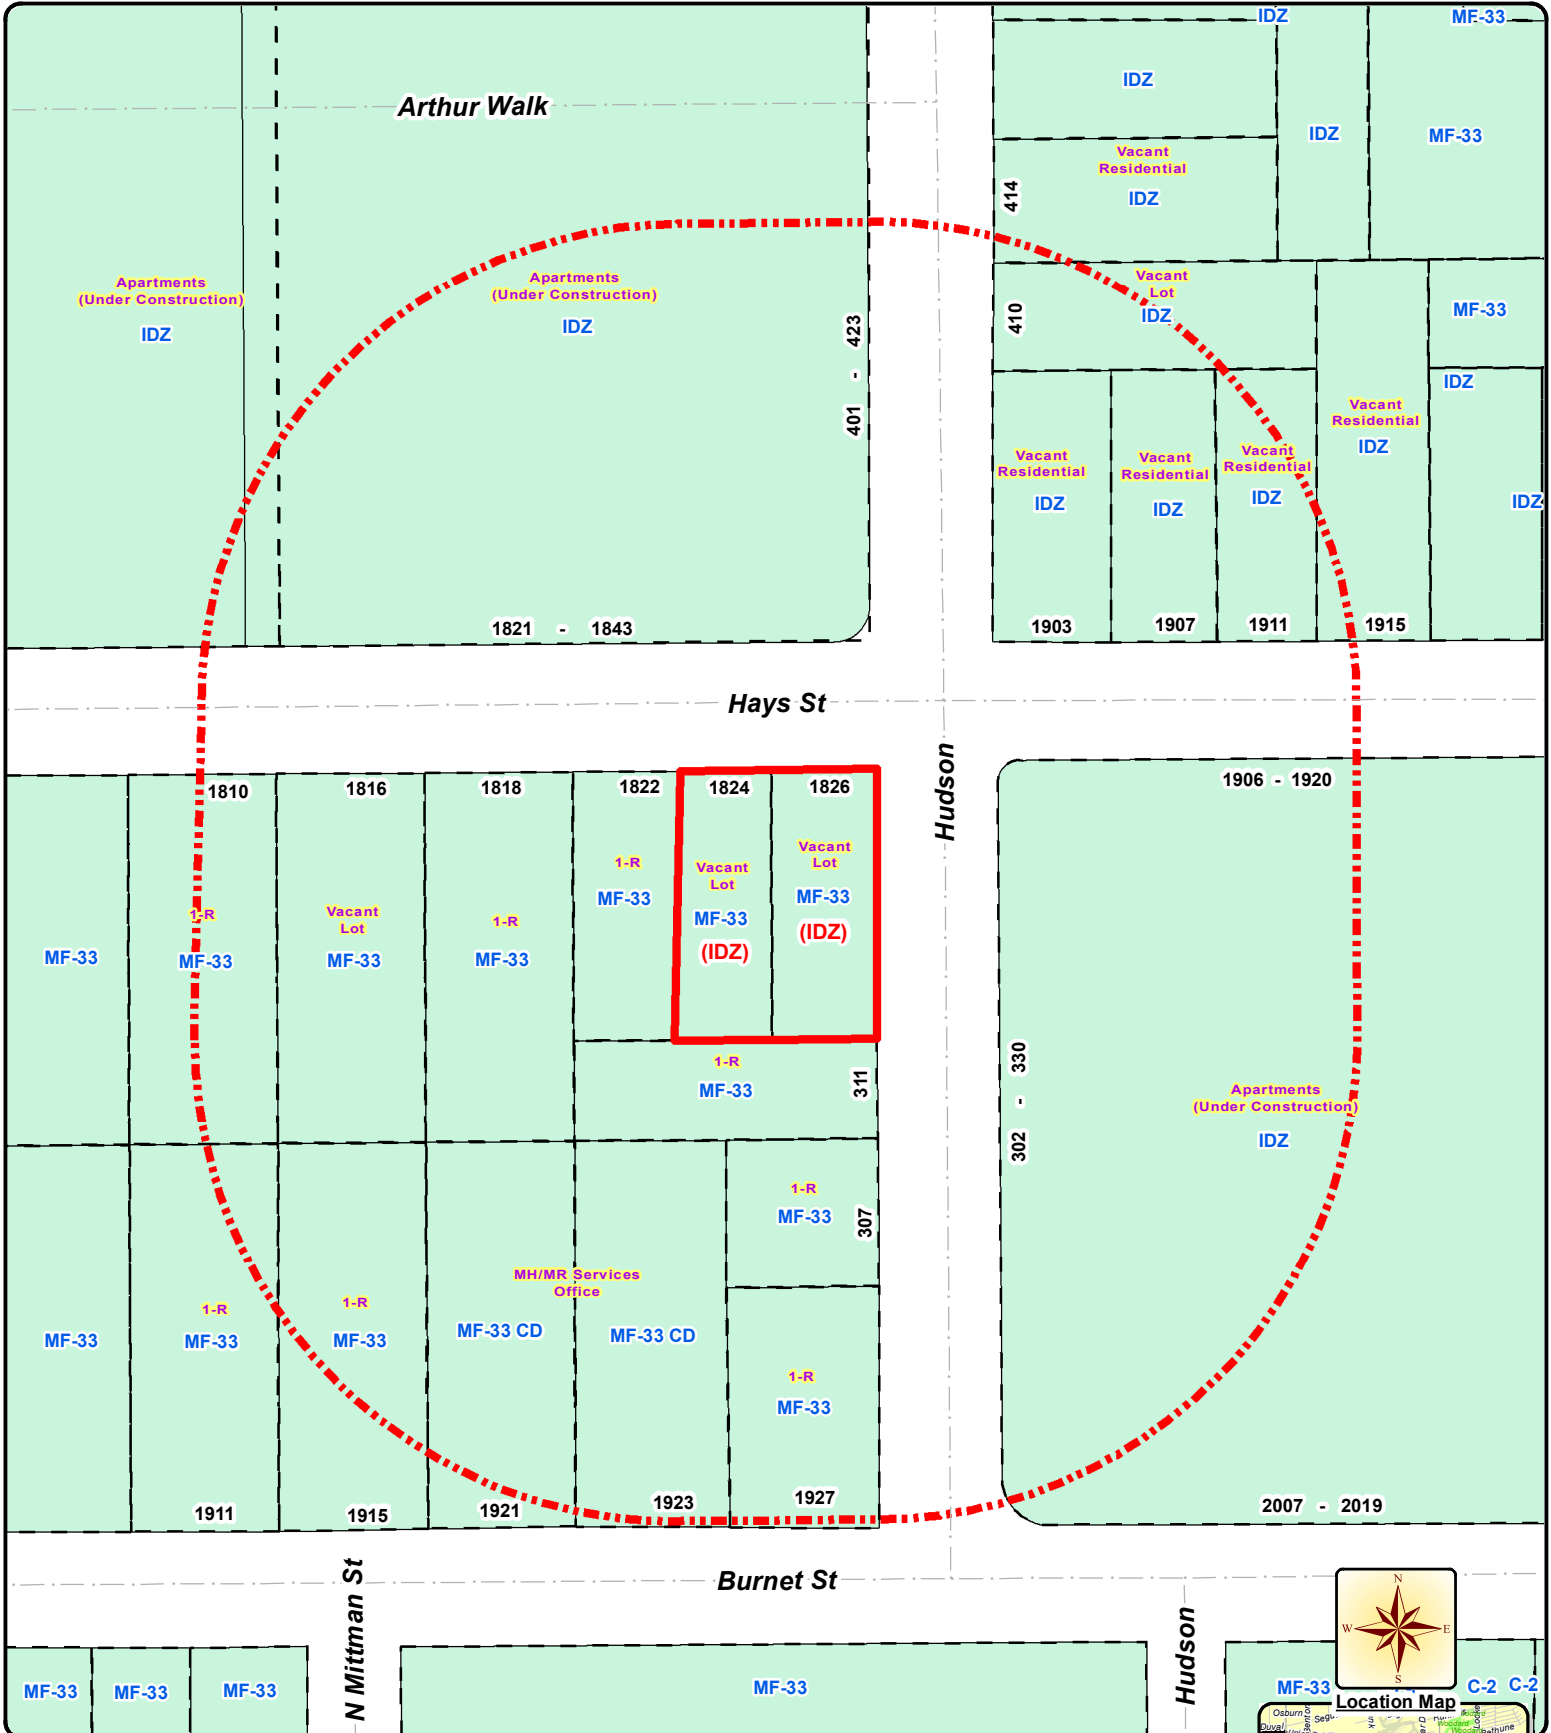 IDZ
MF-33
IDZ
Arthur Walk
IDZ
MF-33
Vacant
Residential
IDZ
414
Apartments
(Under Construction)
IDZ
Apartments
(Under Construction)
IDZ
401 - 423
Vacant
Lot
IDZ
410
MF-33
IDZ
Vacant
Residential
IDZ
Vacant
Residential
IDZ
Vacant
Residential
IDZ
Vacant
Residential
IDZ
IDZ
1821 - 1843
1903
1907
1911
1915
Hays St
Hudson
1810
1816
1818
1822
1824
1826
1906 - 1920
MF-33
1-R
MF-33
Vacant
Lot
MF-33
1-R
MF-33
1-R
MF-33
Vacant
Lot
MF-33
(IDZ)
Vacant
Lot
MF-33
(IDZ)
1-R
MF-33
311
302 - 330
Apartments
(Under Construction)
IDZ
1-R
MF-33
307
MH/MR Services
Office
MF-33
1-R
MF-33
1-R
MF-33
MF-33 CD
MF-33 CD
1-R
MF-33
1911
1915
1921
1923
1927
2007 - 2019
N Mittman St
Burnet St
Hudson
N
W
E
S
MF-33
MF-33
MF-33
MF-33
MF-33
C-2
C-2
Location Map
Osburn
Duval